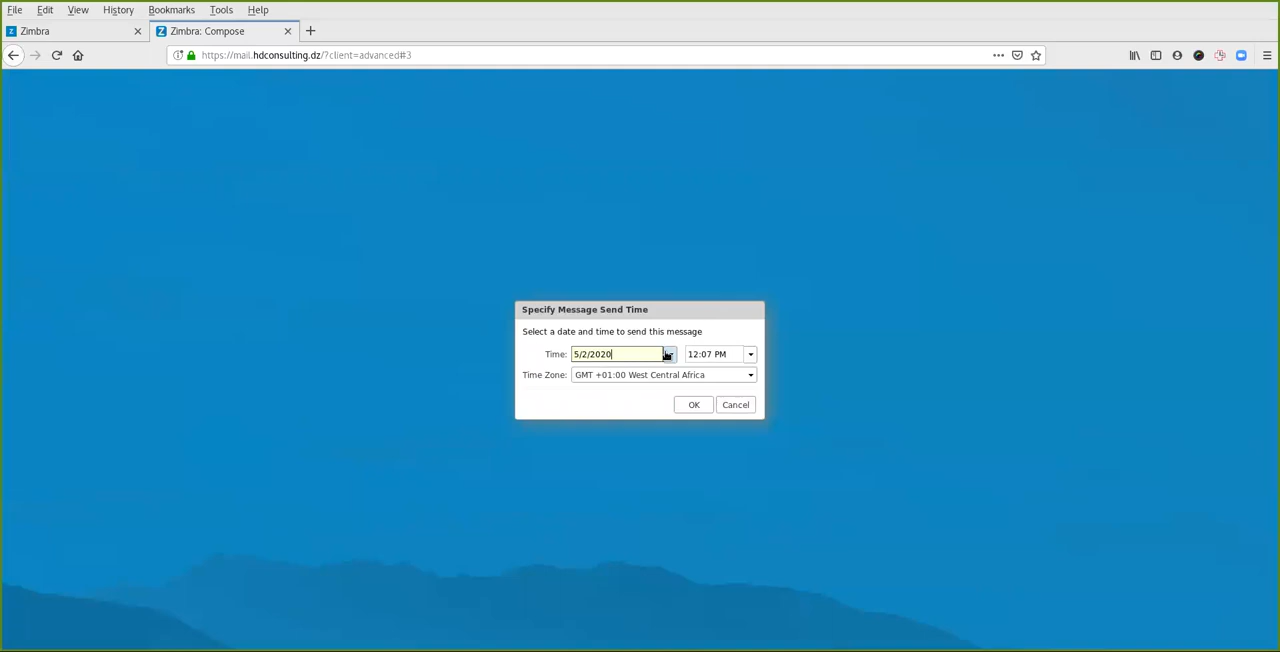 File Edit View History Bookmarks Tools Help
Zimbra
Zimbra: Compose
https://mail.hdconsulting.dz/?client=advanced#3
Specify Message Send Time
Select a date and time to send this message
Time: 5/2/2020 12:07 PM
Time Zone: GMT +01:00 West Central Africa
OK Cancel